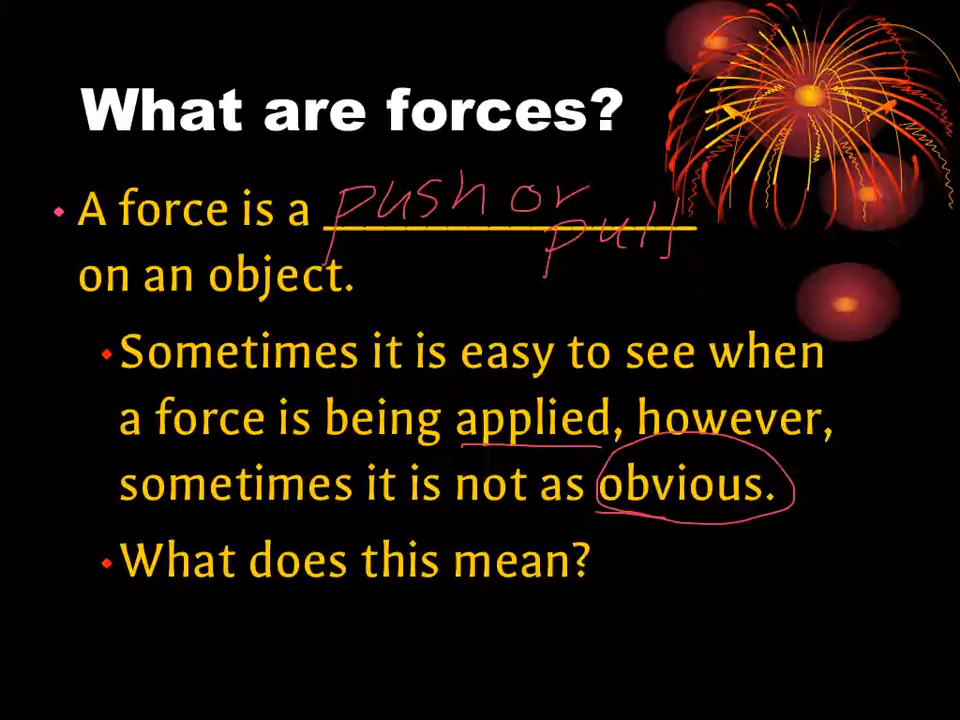 What are forces?
• A force is a push or pull
on an object.
• Sometimes it is easy to see when
a force is being applied, however,
sometimes it is not as obvious.
• What does this mean?